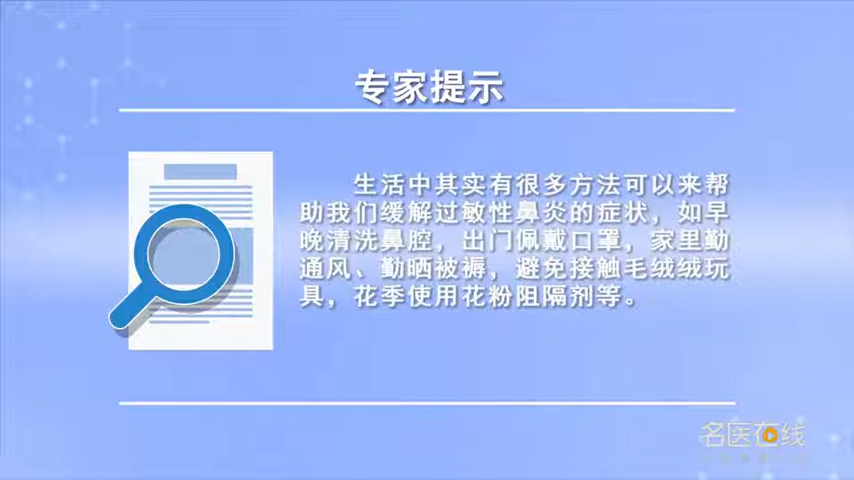 专家提示
生活中其实有很多方法可以来帮
助我们缓解过敏性鼻炎的症状，如早
晚清洗鼻腔，出门佩戴口罩，家里勤
通风、勤晒被褥，避免接触毛绒绒玩
具，花季使用花粉阻隔剂等。
名医在线